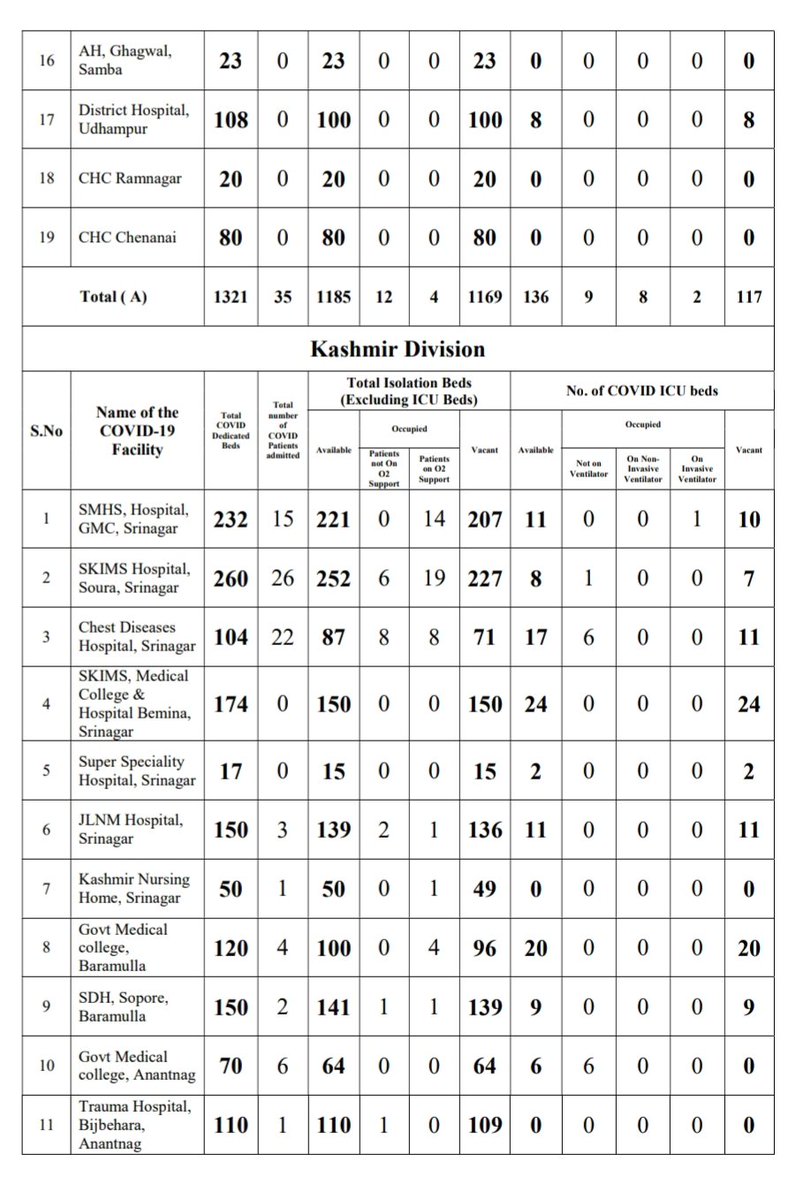 16 AH, Ghagwal, Samba 23 0 23 0 0 23 0 0 0 0 0
17 District Hospital, Udhampur 108 0 100 0 0 100 8 0 0 0 8
18 CHC Ramnagar 20 0 20 0 0 20 0 0 0 0 0
19 CHC Chenanai 80 0 80 0 0 80 0 0 0 0 0
Total ( A) 1321 35 1185 12 4 1169 136 9 8 2 117
Kashmir Division
S.No
Name of the COVID-19 Facility
Total COVID Dedicated Beds
Total number of COVID Patients admitted
Total Isolation Beds (Excluding ICU Beds)
No. of COVID ICU beds
Available
Occupied
Patients not On O2 Support
Patients on O2 Support
Vacant
Available
Occupied
Not on Ventilator
On Non-Invasive Ventilator
On Invasive Ventilator
Vacant
1 SMHS, Hospital, GMC, Srinagar 232 15 221 0 14 207 11 0 0 1 10
2 SKIMS Hospital, Soura, Srinagar 260 26 252 6 19 227 8 1 0 0 7
3 Chest Diseases Hospital, Srinagar 104 22 87 8 8 71 17 6 0 0 11
4 SKIMS, Medical College & Hospital Bemina, Srinagar 174 0 150 0 0 150 24 0 0 0 24
5 Super Speciality Hospital, Srinagar 17 0 15 0 0 15 2 0 0 0 2
6 JLNM Hospital, Srinagar 150 3 139 2 1 136 11 0 0 0 11
7 Kashmir Nursing Home, Srinagar 50 1 50 0 1 49 0 0 0 0 0
8 Govt Medical college, Baramulla 120 4 100 0 4 96 20 0 0 0 20
9 SDH, Sopore, Baramulla 150 2 141 1 1 139 9 0 0 0 9
10 Govt Medical college, Anantnag 70 6 64 0 0 64 6 6 0 0 0
11 Trauma Hospital, Bijbehara, Anantnag 110 1 110 1 0 109 0 0 0 0 0